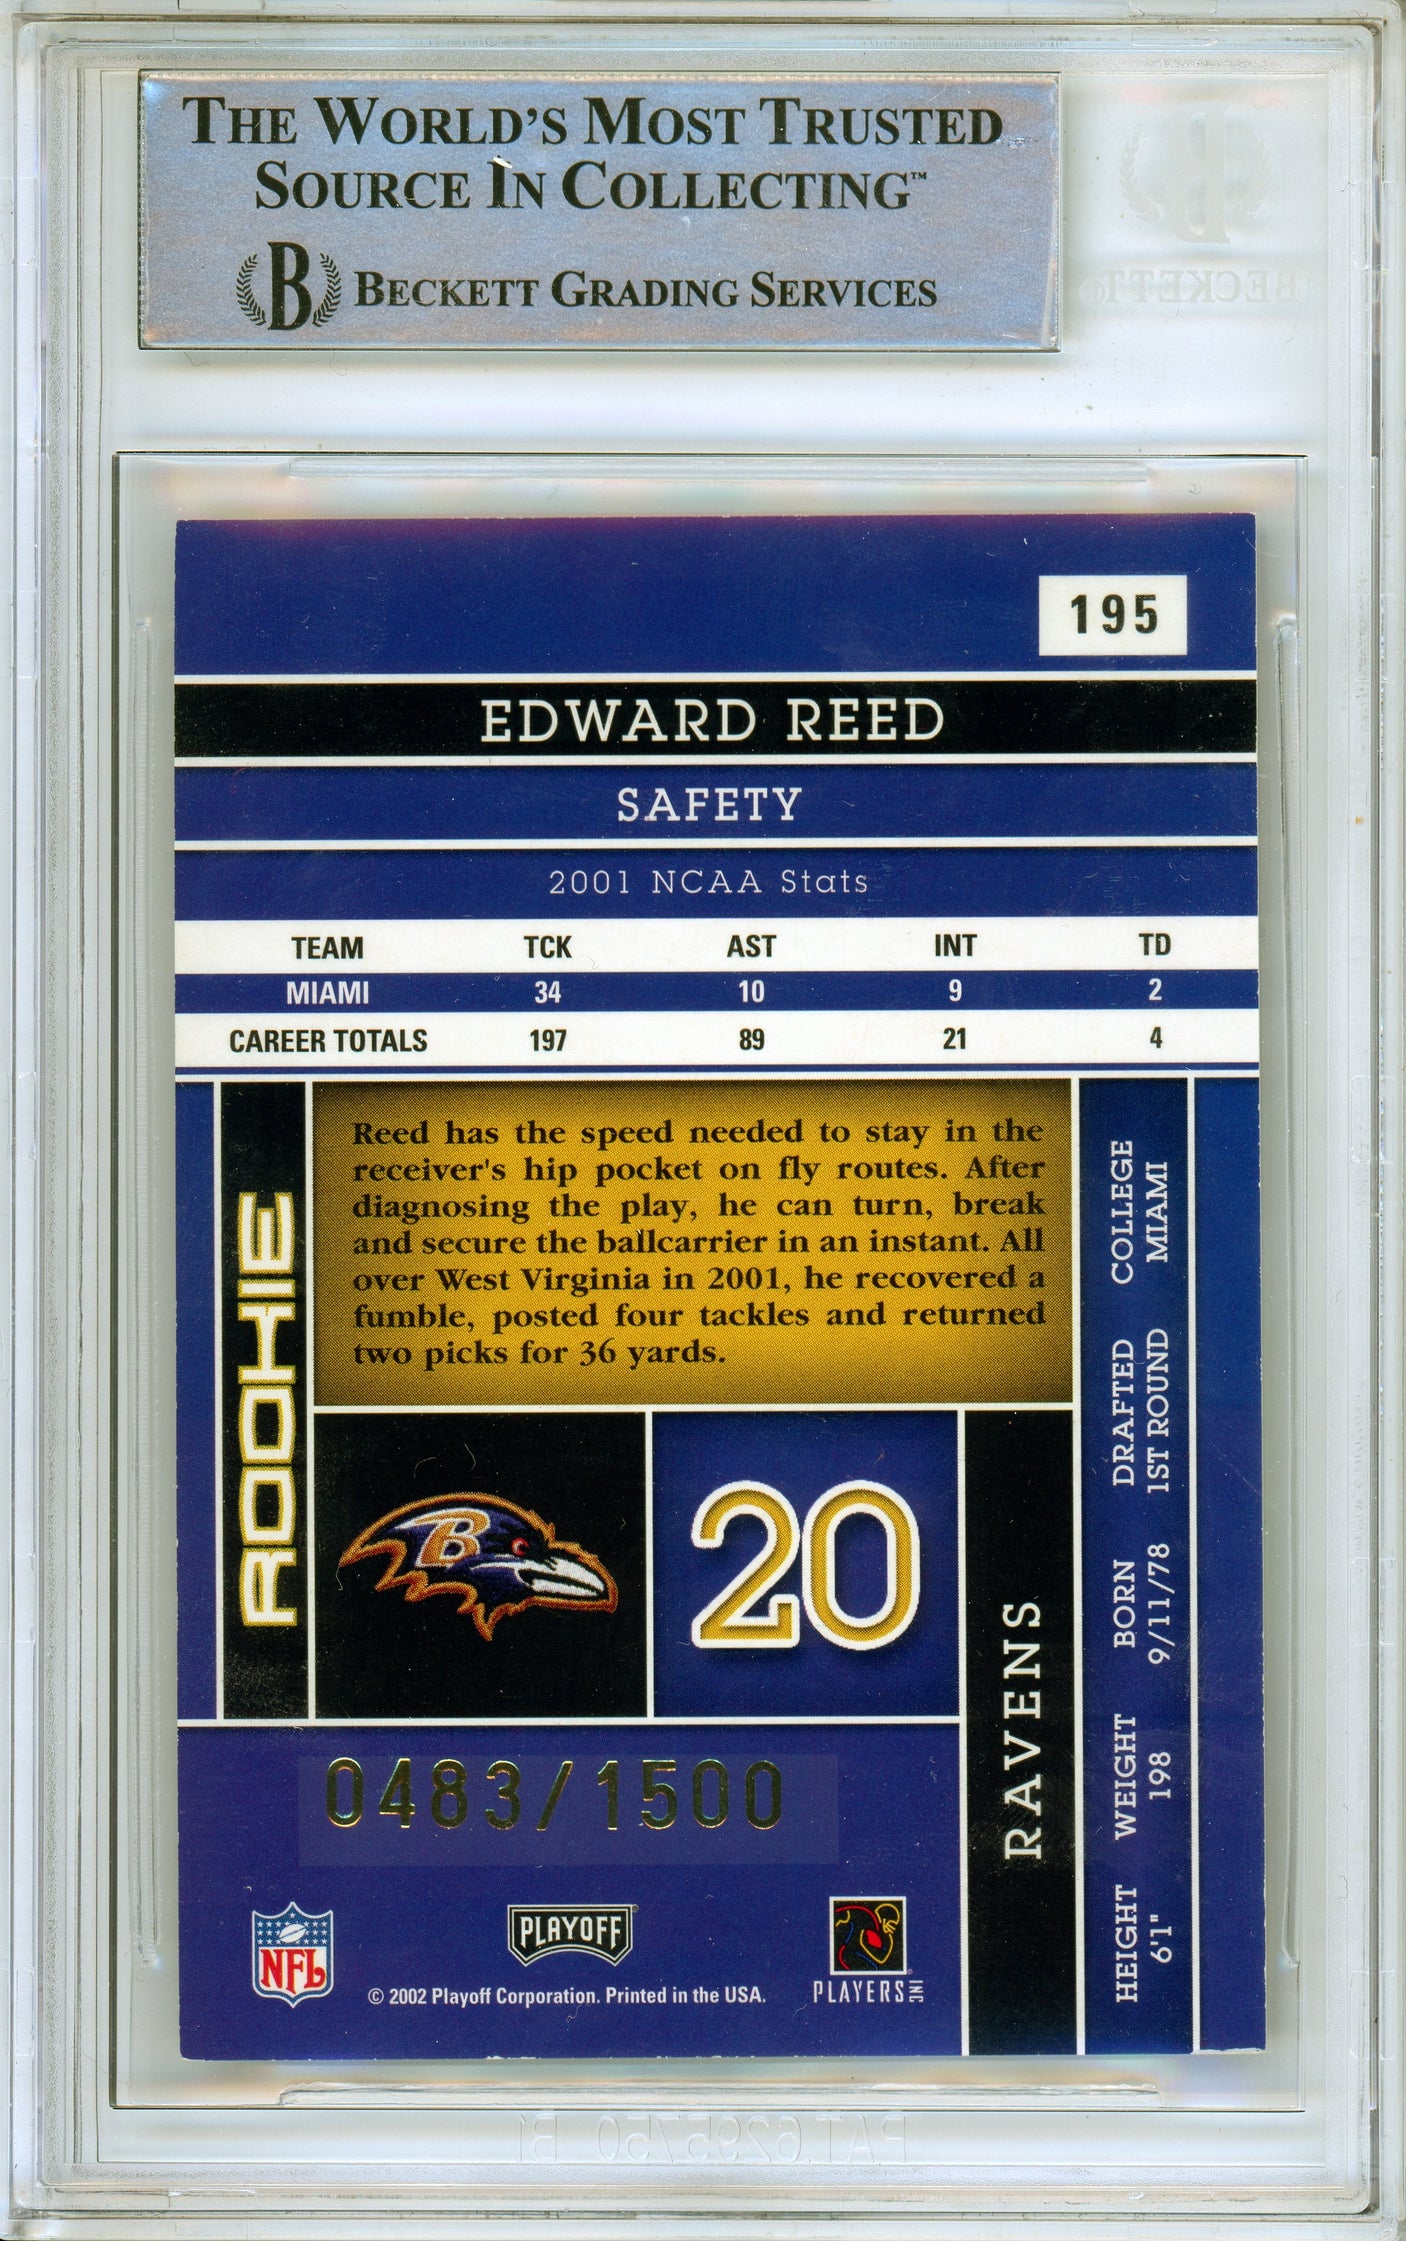 THE WORLD'S MOST TRUSTED
SOURCE IN COLLECTING™
B BECKETT GRADING SERVICES
BECKETT
195
EDWARD REED
SAFETY
2001 NCAA Stats
TEAM TCK AST INT TD
MIAMI 34 10 9 2
CAREER TOTALS 197 89 21 4
ROOKIE
Reed has the speed needed to stay in the
receiver's hip pocket on fly routes. After
diagnosing the play, he can turn, break
and secure the ballcarrier in an instant. All
over West Virginia in 2001, he recovered a
fumble, posted four tackles and returned
two picks for 36 yards.
B
20
RAVENS
HEIGHT WEIGHT BORN DRAFTED COLLEGE
6'1" 198 9/11/78 1ST ROUND MIAMI
0483/1500
NFL
PLAYOFF
PLAYERS INC
© 2002 Playoff Corporation. Printed in the USA.
PAT.6295750 B1